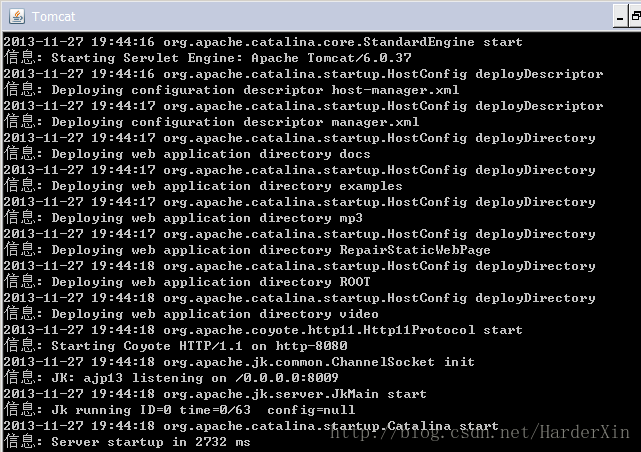 Tomcat
2013-11-27 19:44:16 org.apache.catalina.core.StandardEngine start
信息: Starting Servlet Engine: Apache Tomcat/6.0.37
2013-11-27 19:44:16 org.apache.catalina.startup.HostConfig deployDescriptor
信息: Deploying configuration descriptor host-manager.xml
2013-11-27 19:44:17 org.apache.catalina.startup.HostConfig deployDescriptor
信息: Deploying configuration descriptor manager.xml
2013-11-27 19:44:17 org.apache.catalina.startup.HostConfig deployDirectory
信息: Deploying web application directory docs
2013-11-27 19:44:17 org.apache.catalina.startup.HostConfig deployDirectory
信息: Deploying web application directory examples
2013-11-27 19:44:17 org.apache.catalina.startup.HostConfig deployDirectory
信息: Deploying web application directory mp3
2013-11-27 19:44:17 org.apache.catalina.startup.HostConfig deployDirectory
信息: Deploying web application directory RepairStaticWebPage
2013-11-27 19:44:18 org.apache.catalina.startup.HostConfig deployDirectory
信息: Deploying web application directory ROOT
2013-11-27 19:44:18 org.apache.catalina.startup.HostConfig deployDirectory
信息: Deploying web application directory video
2013-11-27 19:44:18 org.apache.coyote.http11.Http11Protocol start
信息: Starting Coyote HTTP/1.1 on http-8080
2013-11-27 19:44:18 org.apache.jk.common.ChannelSocket init
信息: JK: ajp13 listening on /0.0.0.0:8009
2013-11-27 19:44:18 org.apache.jk.server.JkMain start
信息: Jk running ID=0 time=0/63  config=null
2013-11-27 19:44:18 org.apache.catalina.startup.Catalina start
信息: Server startup in 2732 ms
http://blog.csdn.net/HarderXin